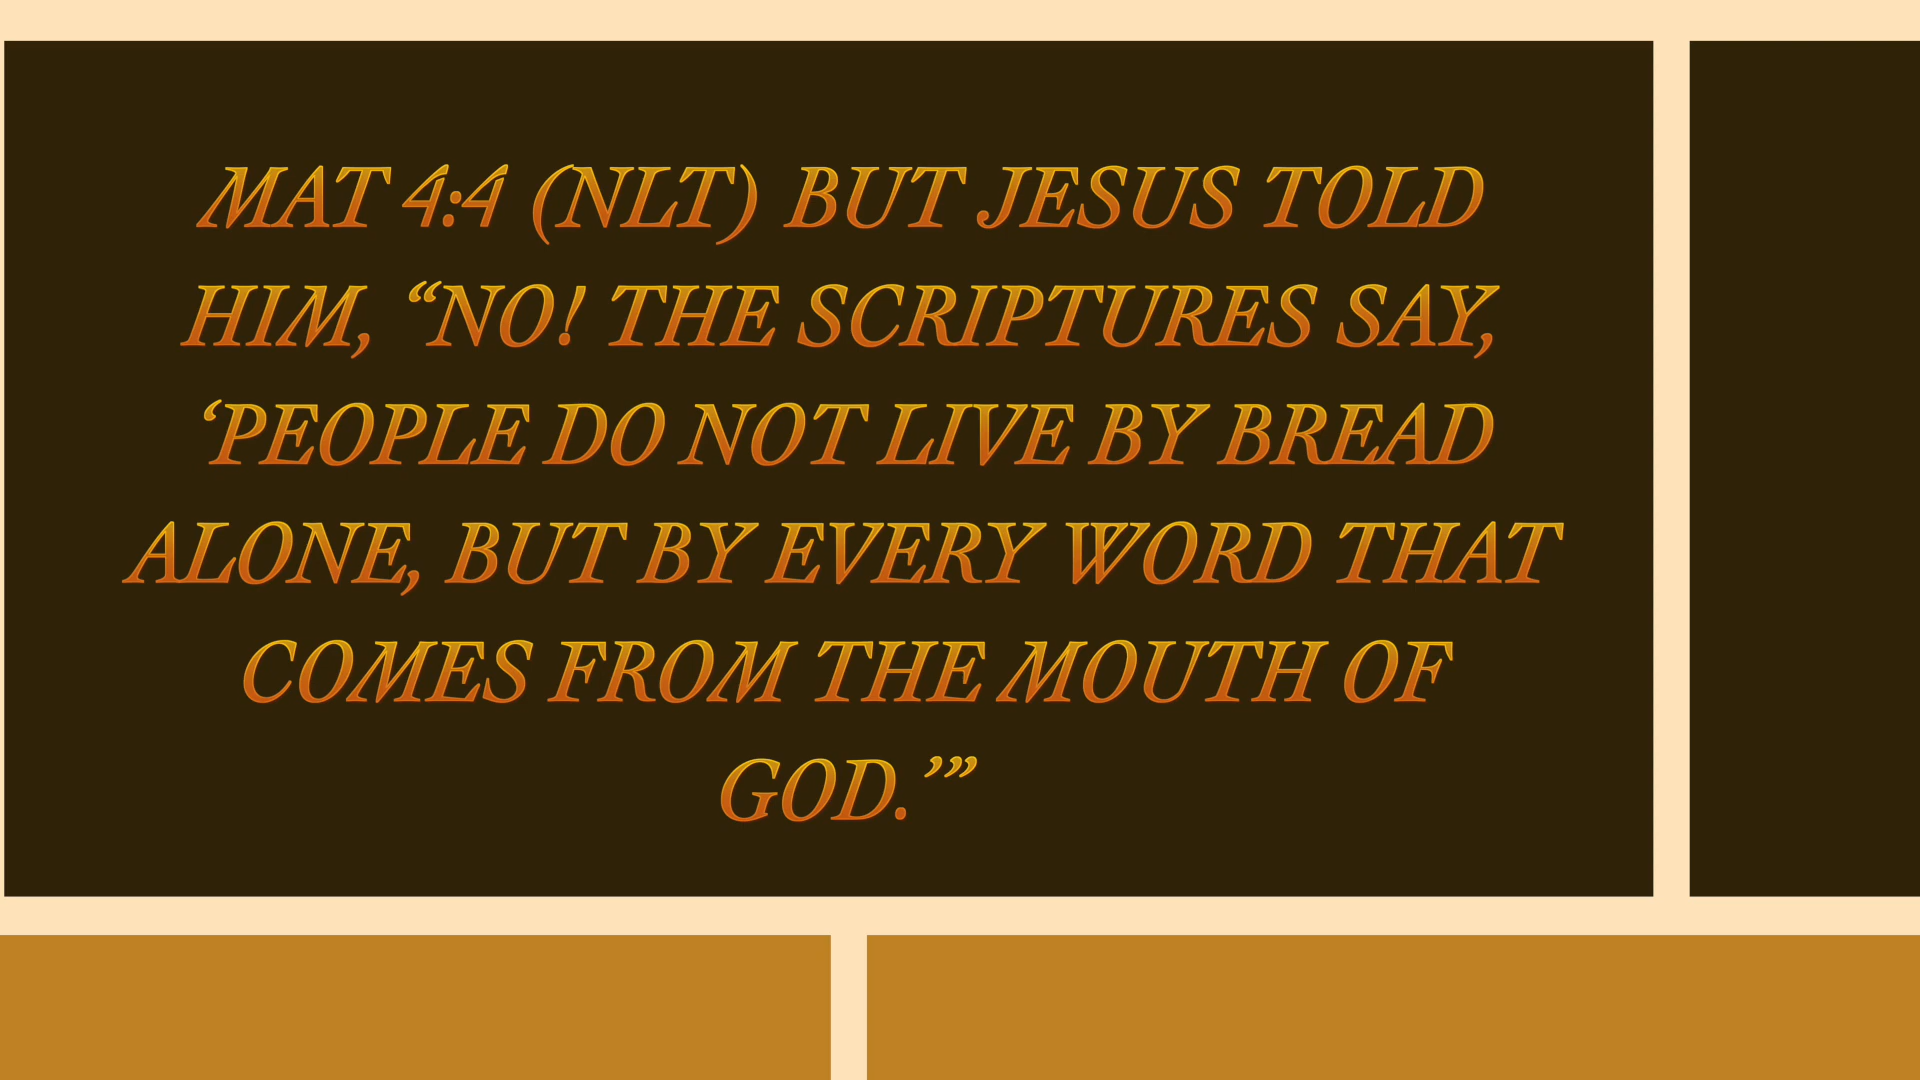 MAT 4:4 (NLT) BUT JESUS TOLD
HIM, “NO! THE SCRIPTURES SAY,
‘PEOPLE DO NOT LIVE BY BREAD
ALONE, BUT BY EVERY WORD THAT
COMES FROM THE MOUTH OF
GOD.’”